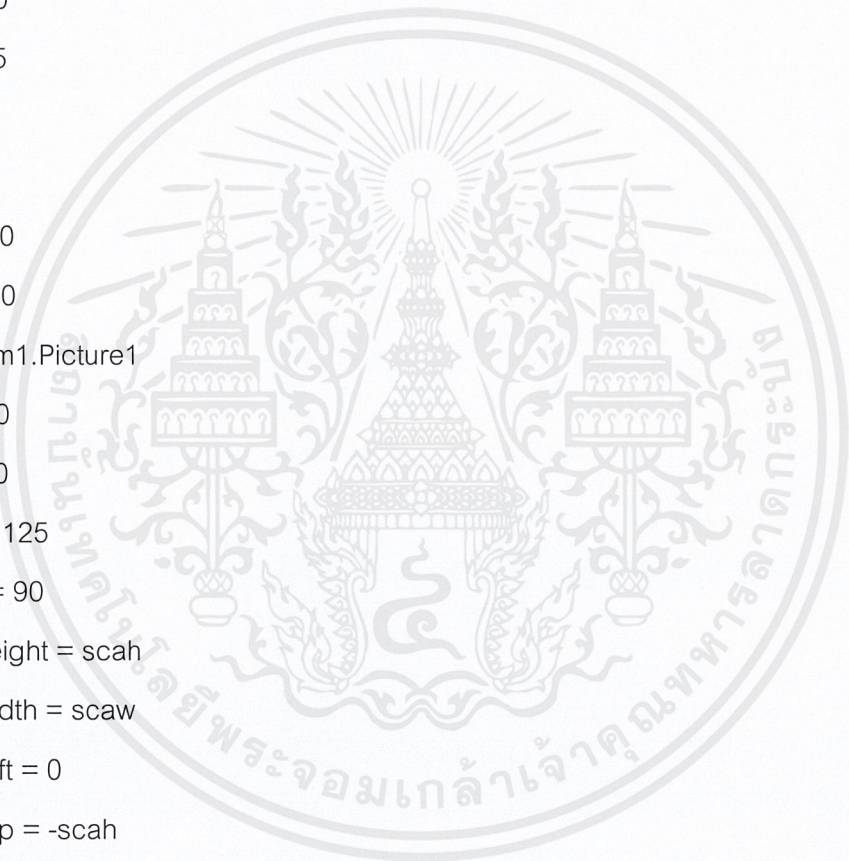 0
5
0
0
m1.Picture1
0
0
125
= 90
eight = scah
dth = scaw
ft = 0
p = -scah
สถาบันเทคโนโลยีพระจอมเกล้าเจ้าคุณทหารลาดกระบัง